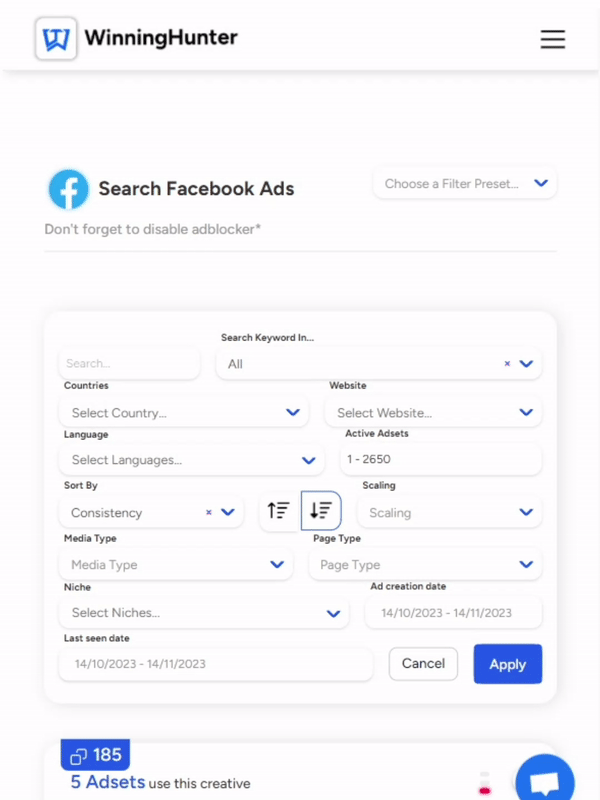 WinningHunter
Search Facebook Ads
Choose a Filter Preset...
Don't forget to disable adblocker*
Search Keyword In...
Search...
All
Countries
Website
Select Country...
Select Website...
Language
Active Adsets
Select Languages...
1 - 2650
Sort By
Scaling
Consistency
Scaling
Media Type
Page Type
Media Type
Page Type
Niche
Ad creation date
Select Niches...
14/10/2023 - 14/11/2023
Last seen date
14/10/2023 - 14/11/2023
Cancel
Apply
185
5 Adsets use this creative